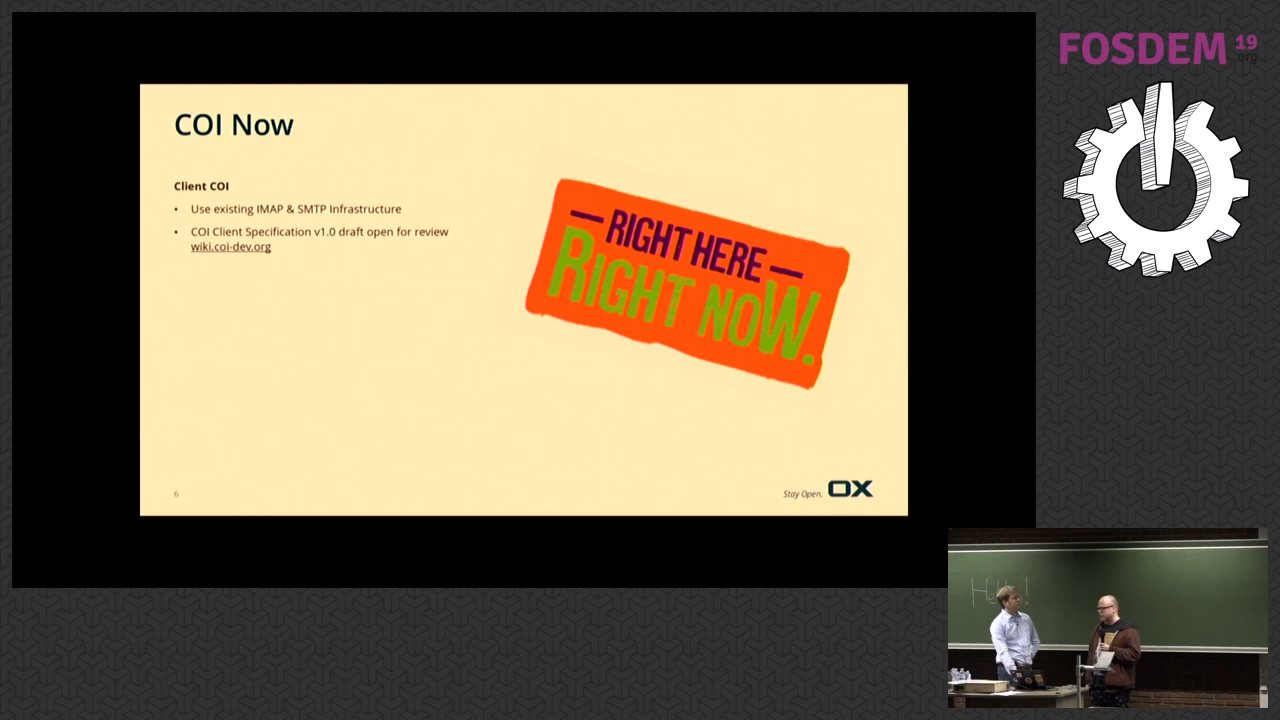 FOSDEM 19
.org
COI Now
Client COI
• Use existing IMAP & SMTP Infrastructure
• COI Client Specification v1.0 draft open for review
wiki.coi-dev.org
— RIGHT HERE —
RIGHT NOW.
6
Stay Open. OX